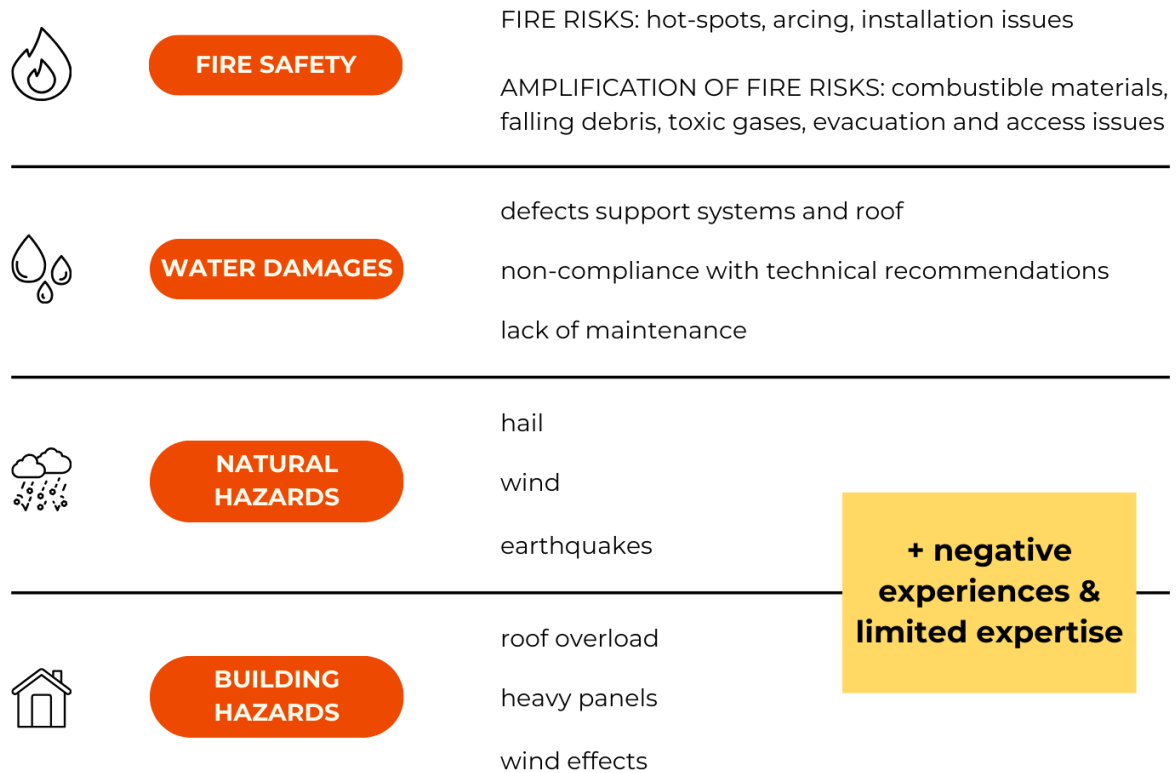 FIRE SAFETY
FIRE RISKS: hot-spots, arcing, installation issues
AMPLIFICATION OF FIRE RISKS: combustible materials,
falling debris, toxic gases, evacuation and access issues
WATER DAMAGES
defects support systems and roof
non-compliance with technical recommendations
lack of maintenance
NATURAL
HAZARDS
hail
wind
earthquakes
+ negative
experiences &
limited expertise
BUILDING
HAZARDS
roof overload
heavy panels
wind effects